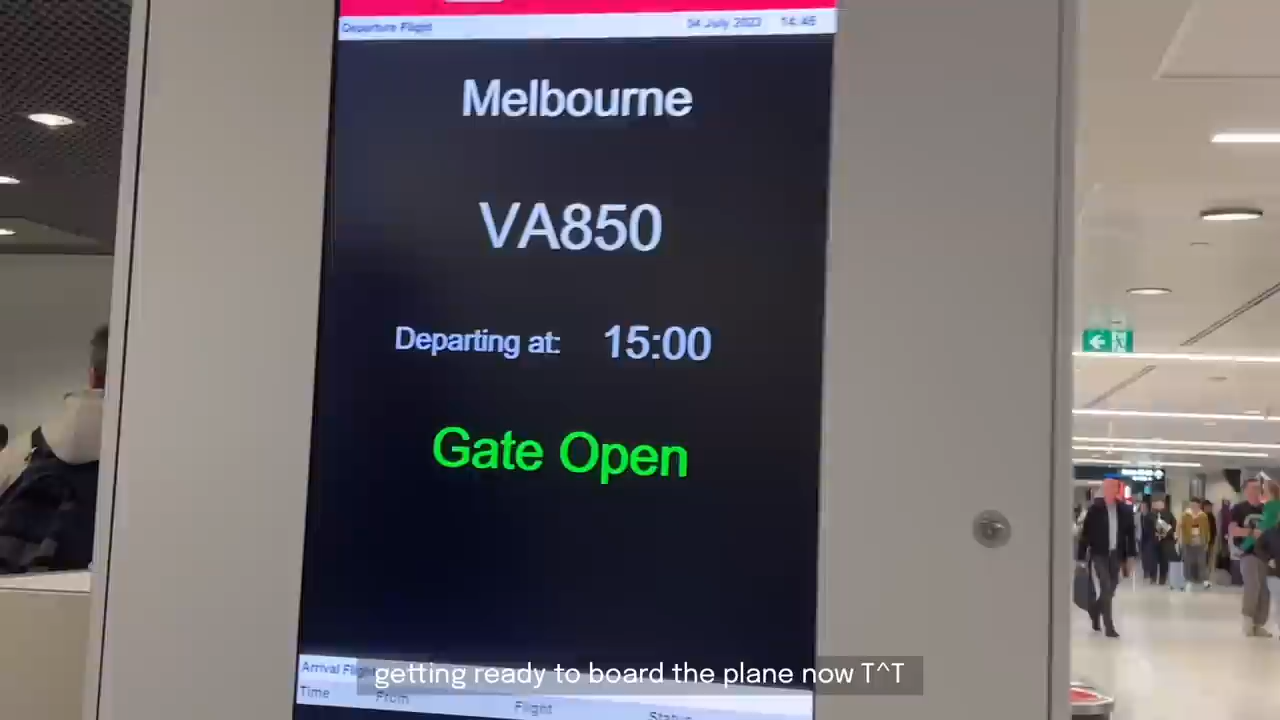 Departure Flight 04 July 2023 14:45
Melbourne
VA850
Departing at: 15:00
Gate Open
Arrival Flight
getting ready to board the plane now T^T
Time From Flight Status